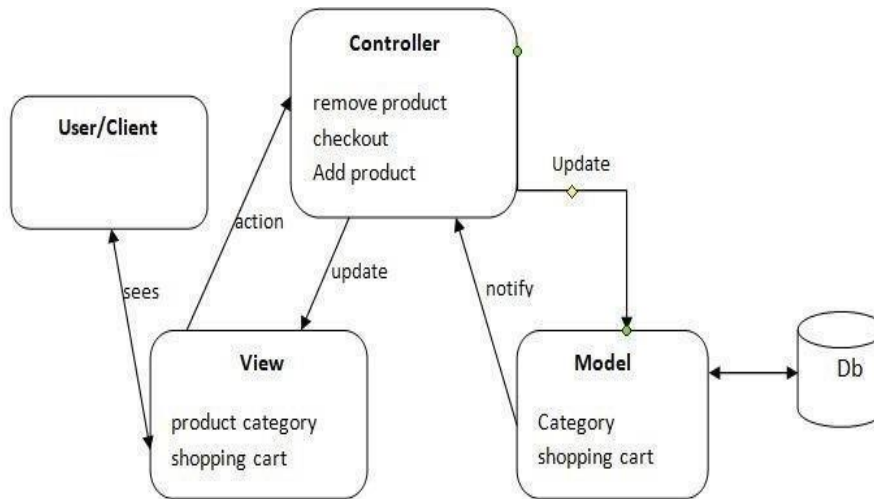 Controller
remove product
checkout
Add product
User/Client
Update
action
update
sees
notify
View
product category
shopping cart
Model
Category
shopping cart
Db